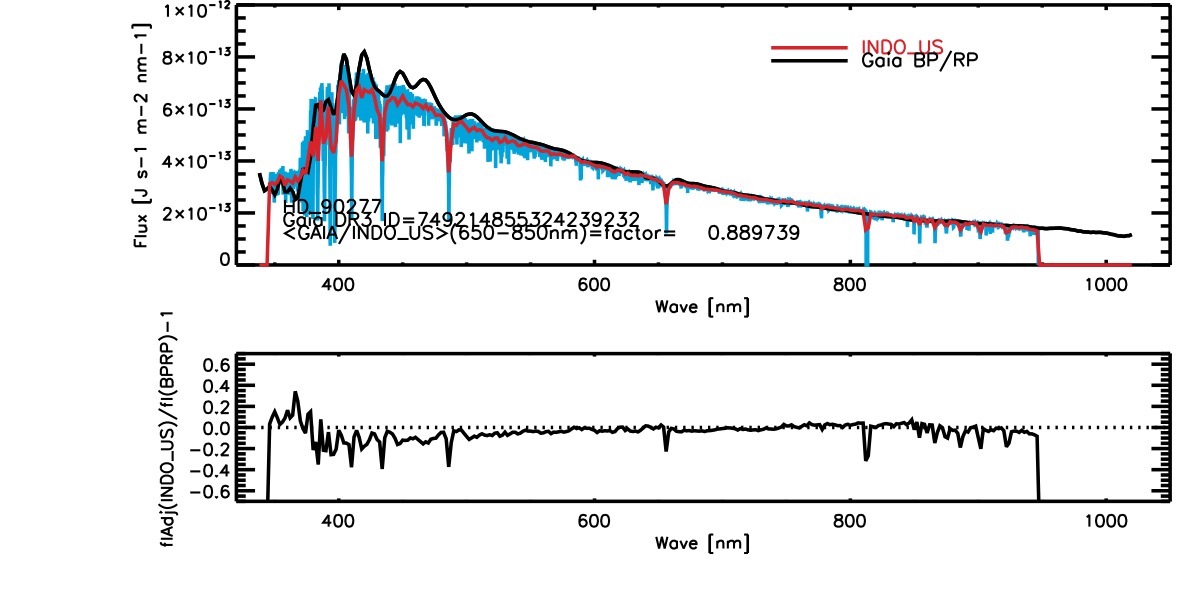 1×10⁻¹²
8×10⁻¹³
6×10⁻¹³
4×10⁻¹³
2×10⁻¹³
0
Flux [J s-1 m-2 nm-1]
INDO_US
Gaia BP/RP
HD_90277
Gaia DR3 ID=749214855324239232
<GAIA/INDO_US>(650-850nm)=factor= 0.889739
400 600 800 1000
Wave [nm]
flAdj(INDO_US)/fl(BPRP)-1
0.6
0.4
0.2
0.0
-0.2
-0.4
-0.6
400 600 800 1000
Wave [nm]